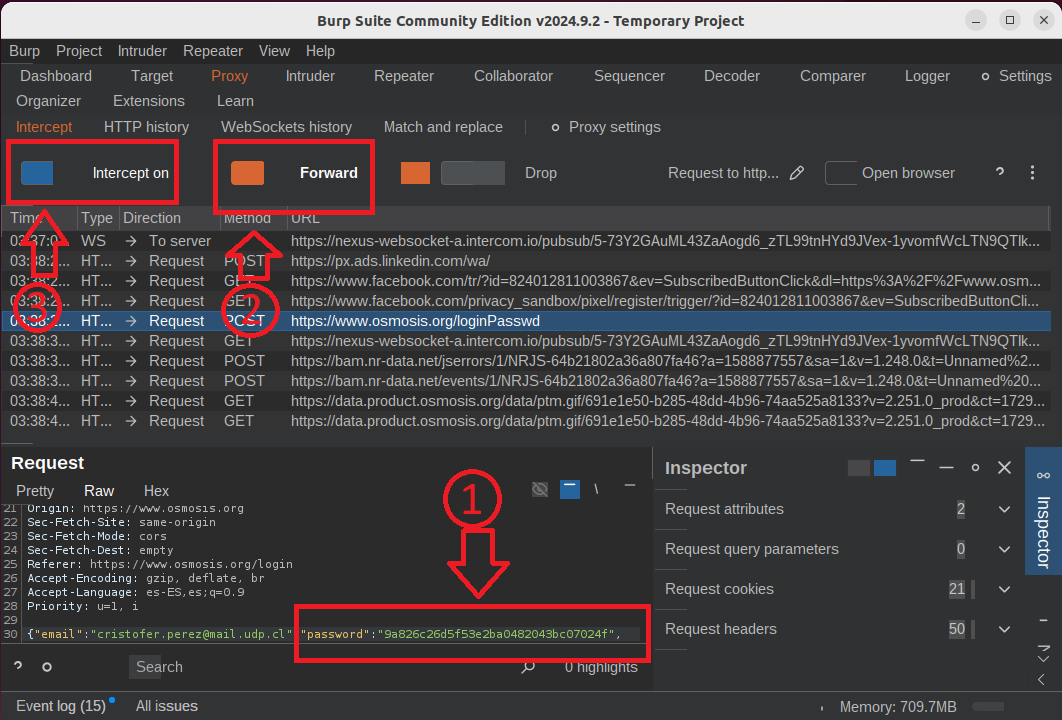 Burp Suite Community Edition v2024.9.2 - Temporary Project
Burp Project Intruder Repeater View Help
Dashboard Target Proxy Intruder Repeater Collaborator Sequencer Decoder Comparer Logger Settings
Organizer Extensions Learn
Intercept HTTP history WebSockets history Match and replace Proxy settings
Intercept on Forward Drop Request to http... Open browser ?
Time Type Direction Method URL
03:37:0... WS → To server https://nexus-websocket-a.intercom.io/pubsub/5-73Y2GAuML43ZaAogd6_zTL99tnHYd9JVex-1yvomfWcLTN9QTIk...
03:38:2... HT... → Request POST https://px.ads.linkedin.com/wa/
03:38:2... HT... → Request GET https://www.facebook.com/tr/?id=824012811003867&ev=SubscribedButtonClick&dl=https%3A%2F%2Fwww.osm...
03:38:2... HT... → Request GET https://www.facebook.com/privacy_sandbox/pixel/register/trigger/?id=824012811003867&ev=SubscribedButtonCli...
03:38:2... HT... → Request POST https://www.osmosis.org/loginPasswd
03:38:3... HT... → Request GET https://nexus-websocket-a.intercom.io/pubsub/5-73Y2GAuML43ZaAogd6_zTL99tnHYd9JVex-1yvomfWcLTN9QTIk...
03:38:3... HT... → Request POST https://bam.nr-data.net/jserrors/1/NRJS-64b21802a36a807fa46?a=1588877557&sa=1&v=1.248.0&t=Unnamed%2...
03:38:3... HT... → Request POST https://bam.nr-data.net/events/1/NRJS-64b21802a36a807fa46?a=1588877557&sa=1&v=1.248.0&t=Unnamed%20...
03:38:4... HT... → Request GET https://data.product.osmosis.org/data/ptm.gif/691e1e50-b285-48dd-4b96-74aa525a8133?v=2.251.0_prod&ct=1729...
03:38:4... HT... → Request GET https://data.product.osmosis.org/data/ptm.gif/691e1e50-b285-48dd-4b96-74aa525a8133?v=2.251.0_prod&ct=1729...
3
2
1
Request
Pretty Raw Hex
21 Origin: https://www.osmosis.org
22 Sec-Fetch-Site: same-origin
23 Sec-Fetch-Mode: cors
24 Sec-Fetch-Dest: empty
25 Referer: https://www.osmosis.org/login
26 Accept-Encoding: gzip, deflate, br
27 Accept-Language: es-ES,es;q=0.9
28 Priority: u=1, i
29
30 {"email":"cristofer.perez@mail.udp.cl" "password":"9a826c26d5f53e2ba0482043bc07024f",
? Search 0 highlights
Inspector
Request attributes 2
Request query parameters 0
Request cookies 21
Request headers 50
Inspector
Event log (15) All issues Memory: 709.7MB